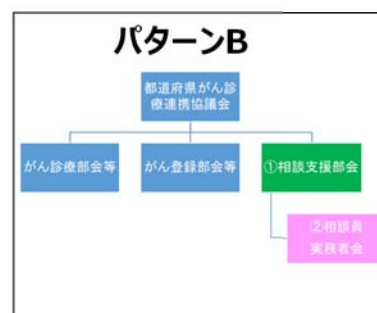 パターンB
都道府県がん診
療連携協議会
がん診療部会等
がん登録部会等
①相談支援部会
②相談員
実務者会